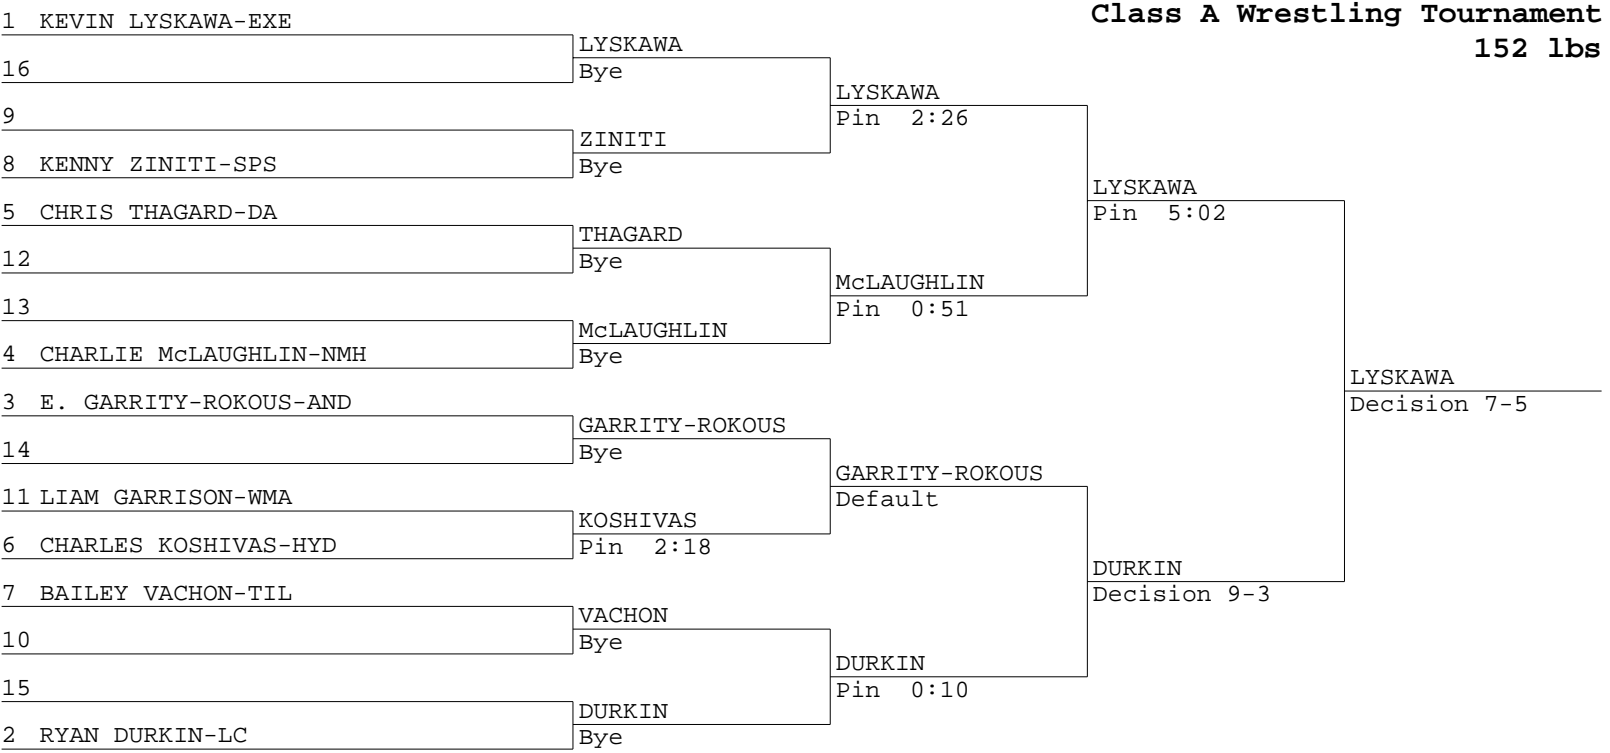 Class A Wrestling Tournament
152 lbs
1 KEVIN LYSKAWA-EXE
LYSKAWA
16
Bye
LYSKAWA
9
Pin 2:26
ZINITI
8 KENNY ZINITI-SPS
Bye
LYSKAWA
5 CHRIS THAGARD-DA
Pin 5:02
THAGARD
12
Bye
McLAUGHLIN
13
Pin 0:51
McLAUGHLIN
4 CHARLIE McLAUGHLIN-NMH
Bye
LYSKAWA
3 E. GARRITY-ROKOUS-AND
Decision 7-5
GARRITY-ROKOUS
14
Bye
GARRITY-ROKOUS
11 LIAM GARRISON-WMA
Default
KOSHIVAS
6 CHARLES KOSHIVAS-HYD
Pin 2:18
DURKIN
7 BAILEY VACHON-TIL
Decision 9-3
VACHON
10
Bye
DURKIN
15
Pin 0:10
DURKIN
2 RYAN DURKIN-LC
Bye